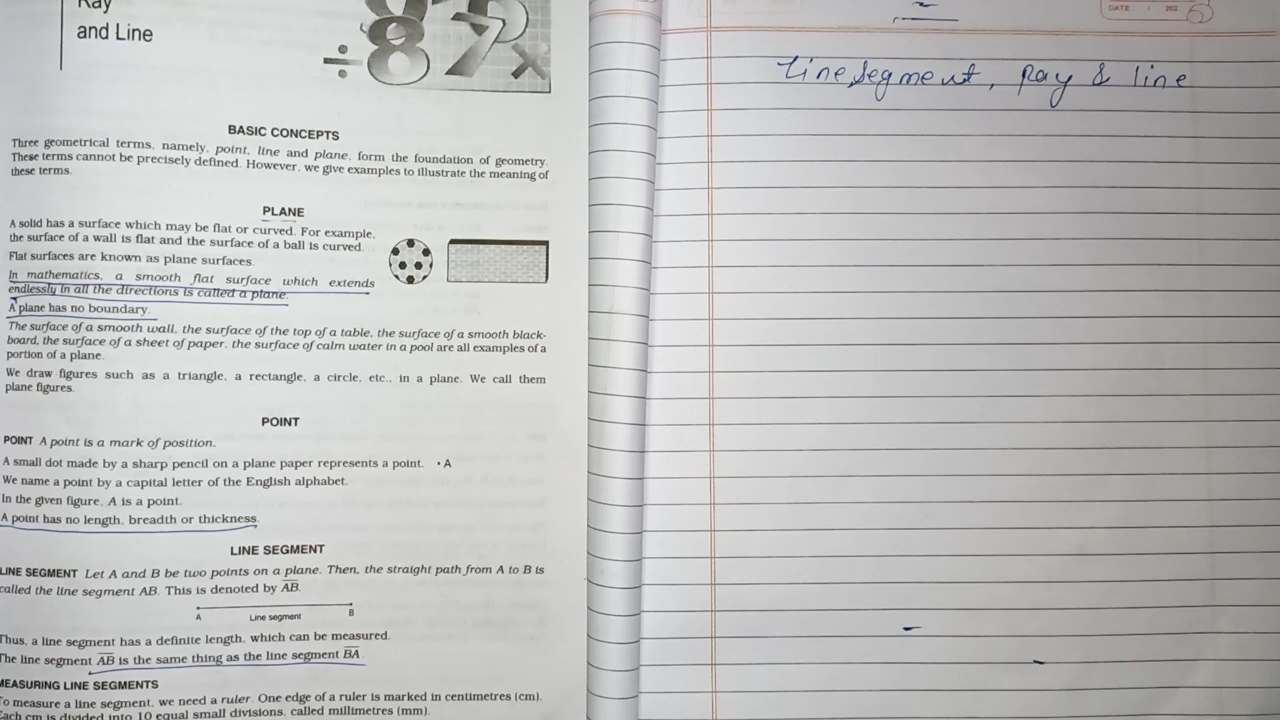 Ray
and Line
÷ 8 7 x
BASIC CONCEPTS
Three geometrical terms, namely, point, line and plane, form the foundation of geometry.
These terms cannot be precisely defined. However, we give examples to illustrate the meaning of
these terms.
PLANE
A solid has a surface which may be flat or curved. For example,
the surface of a wall is flat and the surface of a ball is curved.
Flat surfaces are known as plane surfaces.
In mathematics, a smooth flat surface which extends
endlessly in all the directions is called a plane.
A plane has no boundary.
The surface of a smooth wall, the surface of the top of a table, the surface of a smooth black-
board, the surface of a sheet of paper, the surface of calm water in a pool are all examples of a
portion of a plane.
We draw figures such as a triangle, a rectangle, a circle, etc., in a plane. We call them
plane figures.
POINT
POINT A point is a mark of position.
A small dot made by a sharp pencil on a plane paper represents a point. • A
We name a point by a capital letter of the English alphabet.
In the given figure, A is a point.
A point has no length, breadth or thickness.
LINE SEGMENT
LINE SEGMENT Let A and B be two points on a plane. Then, the straight path from A to B is
called the line segment AB. This is denoted by A̅B̅.
A Line segment B
Thus, a line segment has a definite length, which can be measured.
The line segment A̅B̅ is the same thing as the line segment B̅A̅.
MEASURING LINE SEGMENTS
To measure a line segment, we need a ruler. One edge of a ruler is marked in centimetres (cm).
Each cm is divided into 10 equal small divisions, called millimetres (mm).
DATE / 202
Line segment, Ray & line